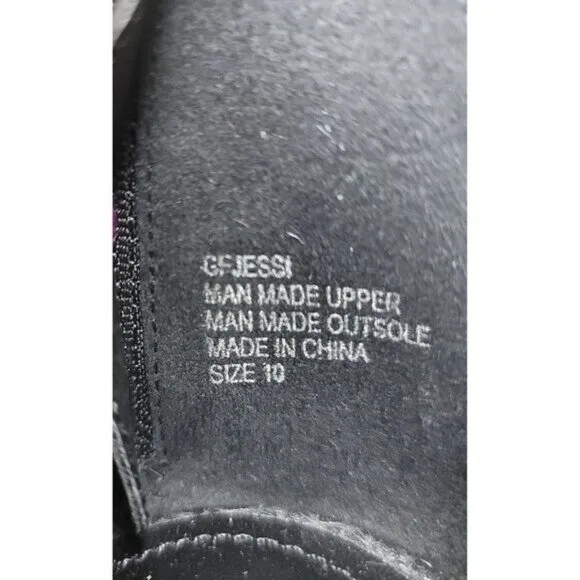 GFJESSI
MAN MADE UPPER
MAN MADE OUTSOLE
MADE IN CHINA
SIZE 10